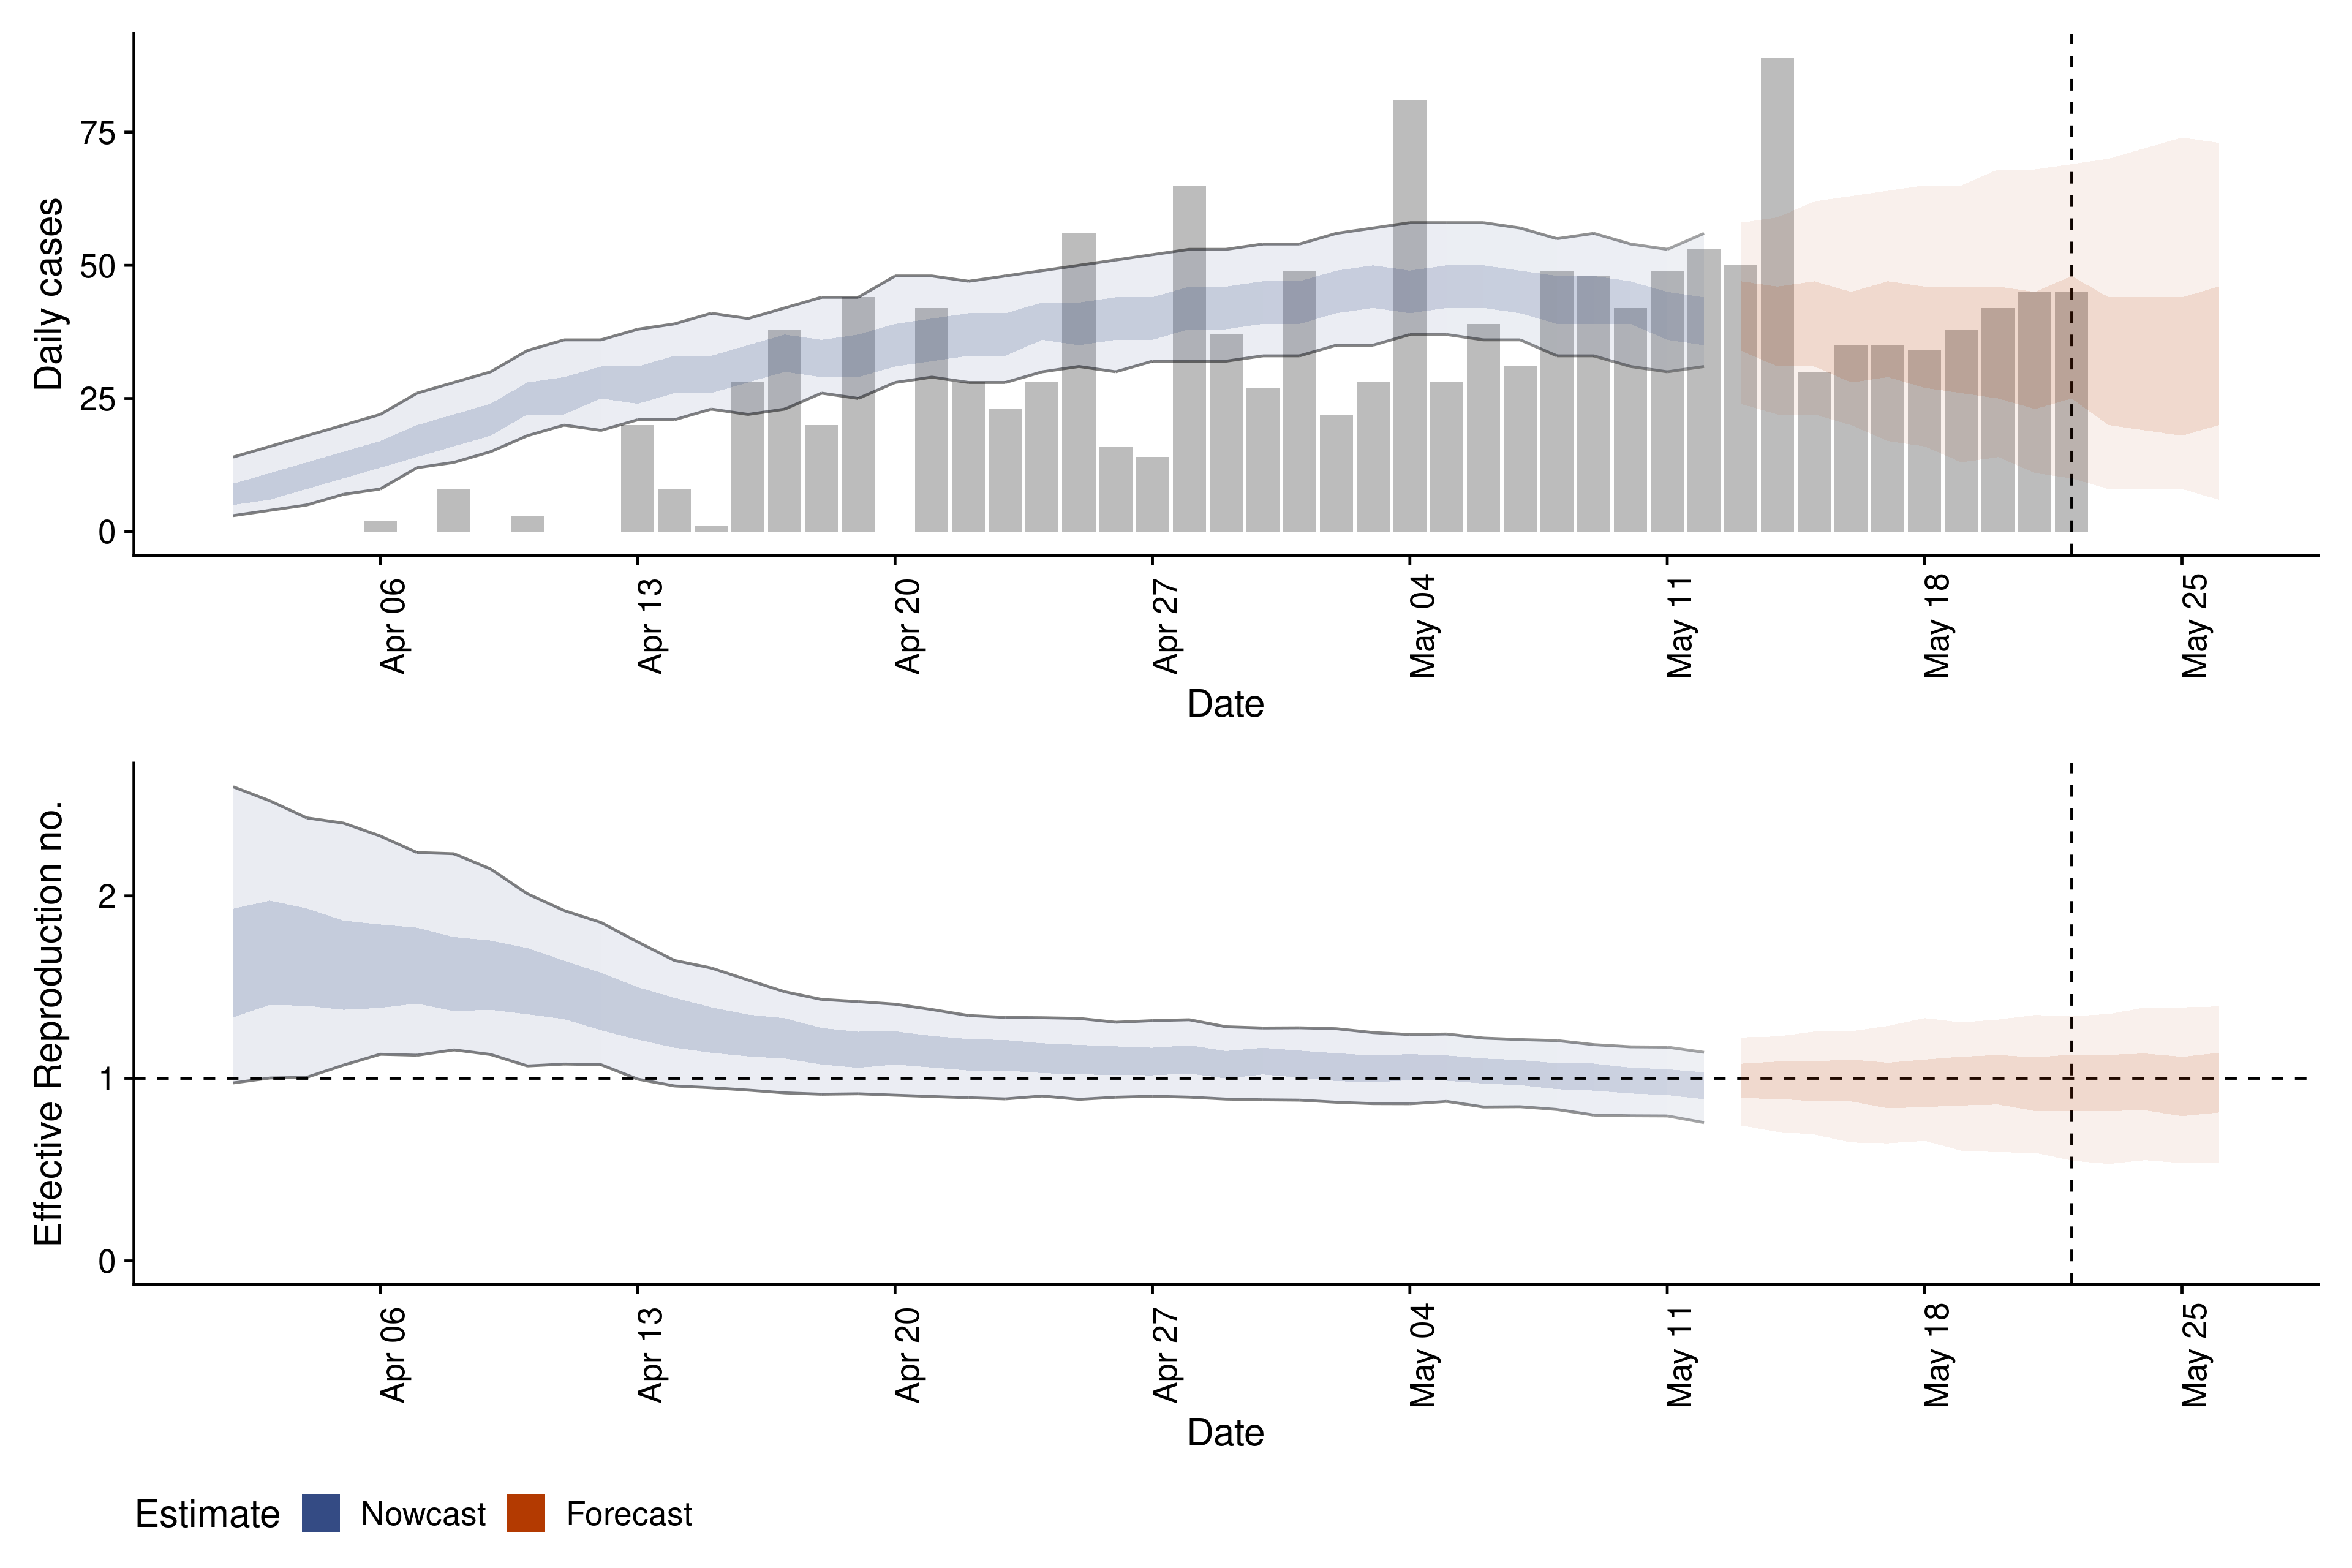 Daily cases
75
50
25
0
Apr 06
Apr 13
Apr 20
Apr 27
May 04
May 11
May 18
May 25
Date
Effective Reproduction no.
2
1
0
Apr 06
Apr 13
Apr 20
Apr 27
May 04
May 11
May 18
May 25
Date
Estimate Nowcast Forecast